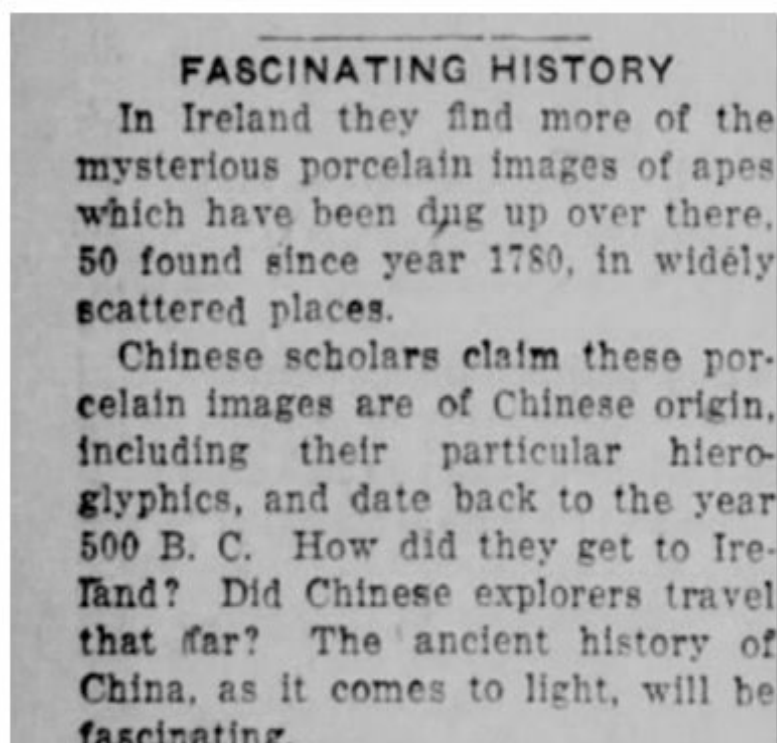 FASCINATING HISTORY
In Ireland they find more of the
mysterious porcelain images of apes
which have been dug up over there,
50 found since year 1780, in widely
scattered places.
Chinese scholars claim these por-
celain images are of Chinese origin,
including their particular hiero-
glyphics, and date back to the year
500 B. C. How did they get to Ire-
land? Did Chinese explorers travel
that far? The ancient history of
China, as it comes to light, will be
fascinating.